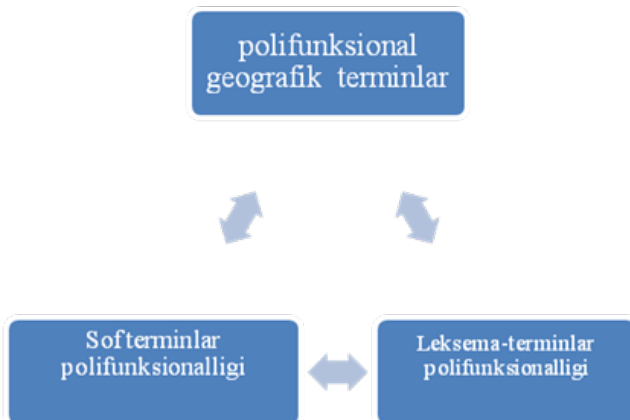 polifunksional
geografik terminlar
Softerminlar
polifunksionalligi
Leksema-terminlar
polifunksionalligi